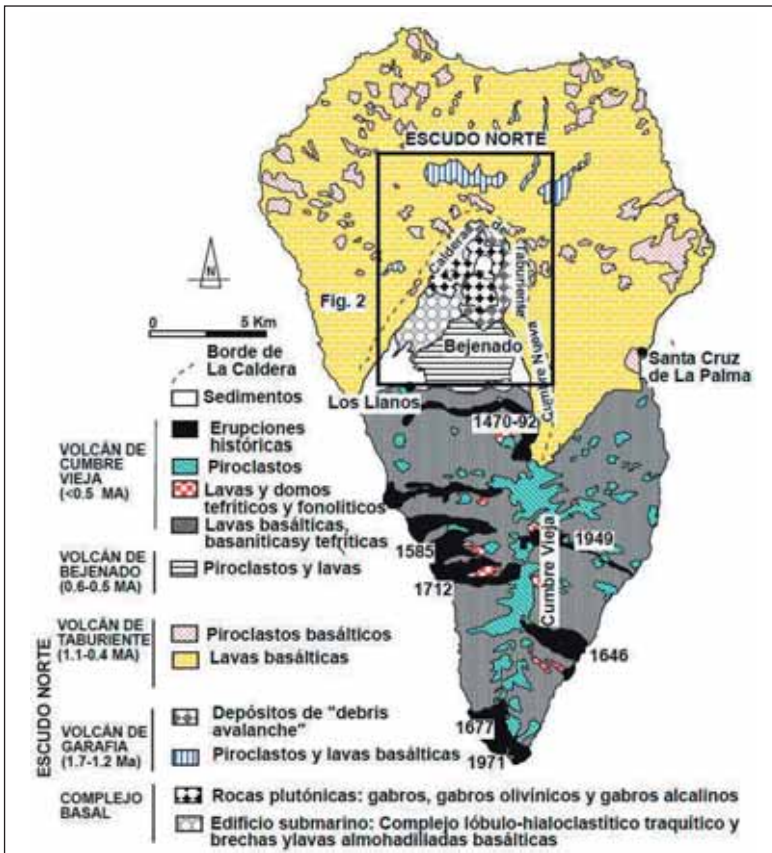 ESCUDO NORTE
Caldera de Taburiente
N
Fig. 2
0 5 Km
Bejenado
Cumbre Nueva
Santa Cruz
de La Palma
Borde de
La Caldera
Los Llanos
Sedimentos
1470-92
VOLCÁN DE
CUMBRE
VIEJA
(<0.5 MA)
Erupciones
históricas
Piroclastos
Lavas y domos
tefríticos y fonolíticos
Lavas basálticas,
basaníticasy tefríticas
Cumbre Vieja
1949
1585
1712
VOLCÁN DE
BEJENADO
(0.6-0.5 MA)
Piroclastos y lavas
ESCUDO NORTE
VOLCÁN DE
TABURIENTE
(1.1-0.4 MA)
Piroclastos basálticos
Lavas basálticas
1646
1677
1971
VOLCÁN DE
GARAFIA
(1.7-1.2 Ma)
Depósitos de "debris
avalanche"
Piroclastos y lavas basálticas
COMPLEJO
BASAL
Rocas plutónicas: gabros, gabros olivínicos y gabros alcalinos
Edificio submarino: Complejo lóbulo-hialoclastítico traquítico y
brechas ylavas almohadilladas basálticas